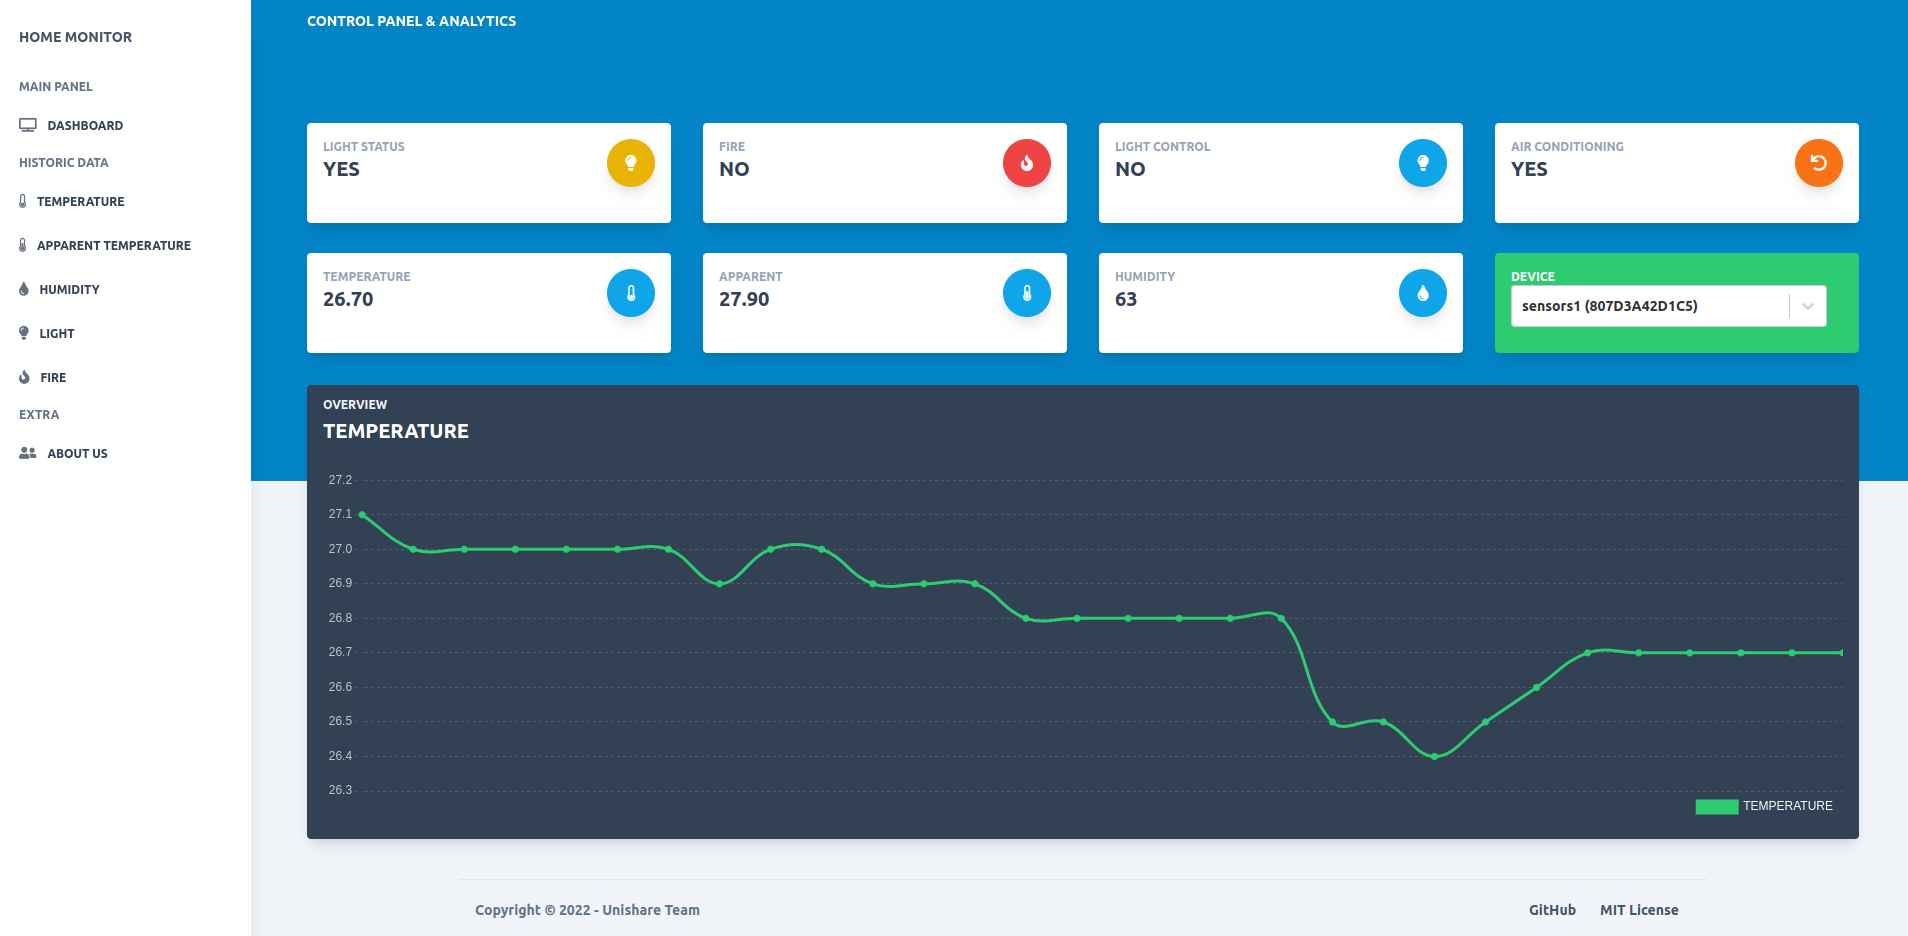 HOME MONITOR
MAIN PANEL
DASHBOARD
HISTORIC DATA
TEMPERATURE
APPARENT TEMPERATURE
HUMIDITY
LIGHT
FIRE
EXTRA
ABOUT US
CONTROL PANEL & ANALYTICS
LIGHT STATUS
YES
FIRE
NO
LIGHT CONTROL
NO
AIR CONDITIONING
YES
TEMPERATURE
26.70
APPARENT
27.90
HUMIDITY
63
DEVICE
sensors1 (807D3A42D1C5)
OVERVIEW
TEMPERATURE
27.2
27.1
27.0
26.9
26.8
26.7
26.6
26.5
26.4
26.3
TEMPERATURE
Copyright © 2022 - Unishare Team
GitHub
MIT License